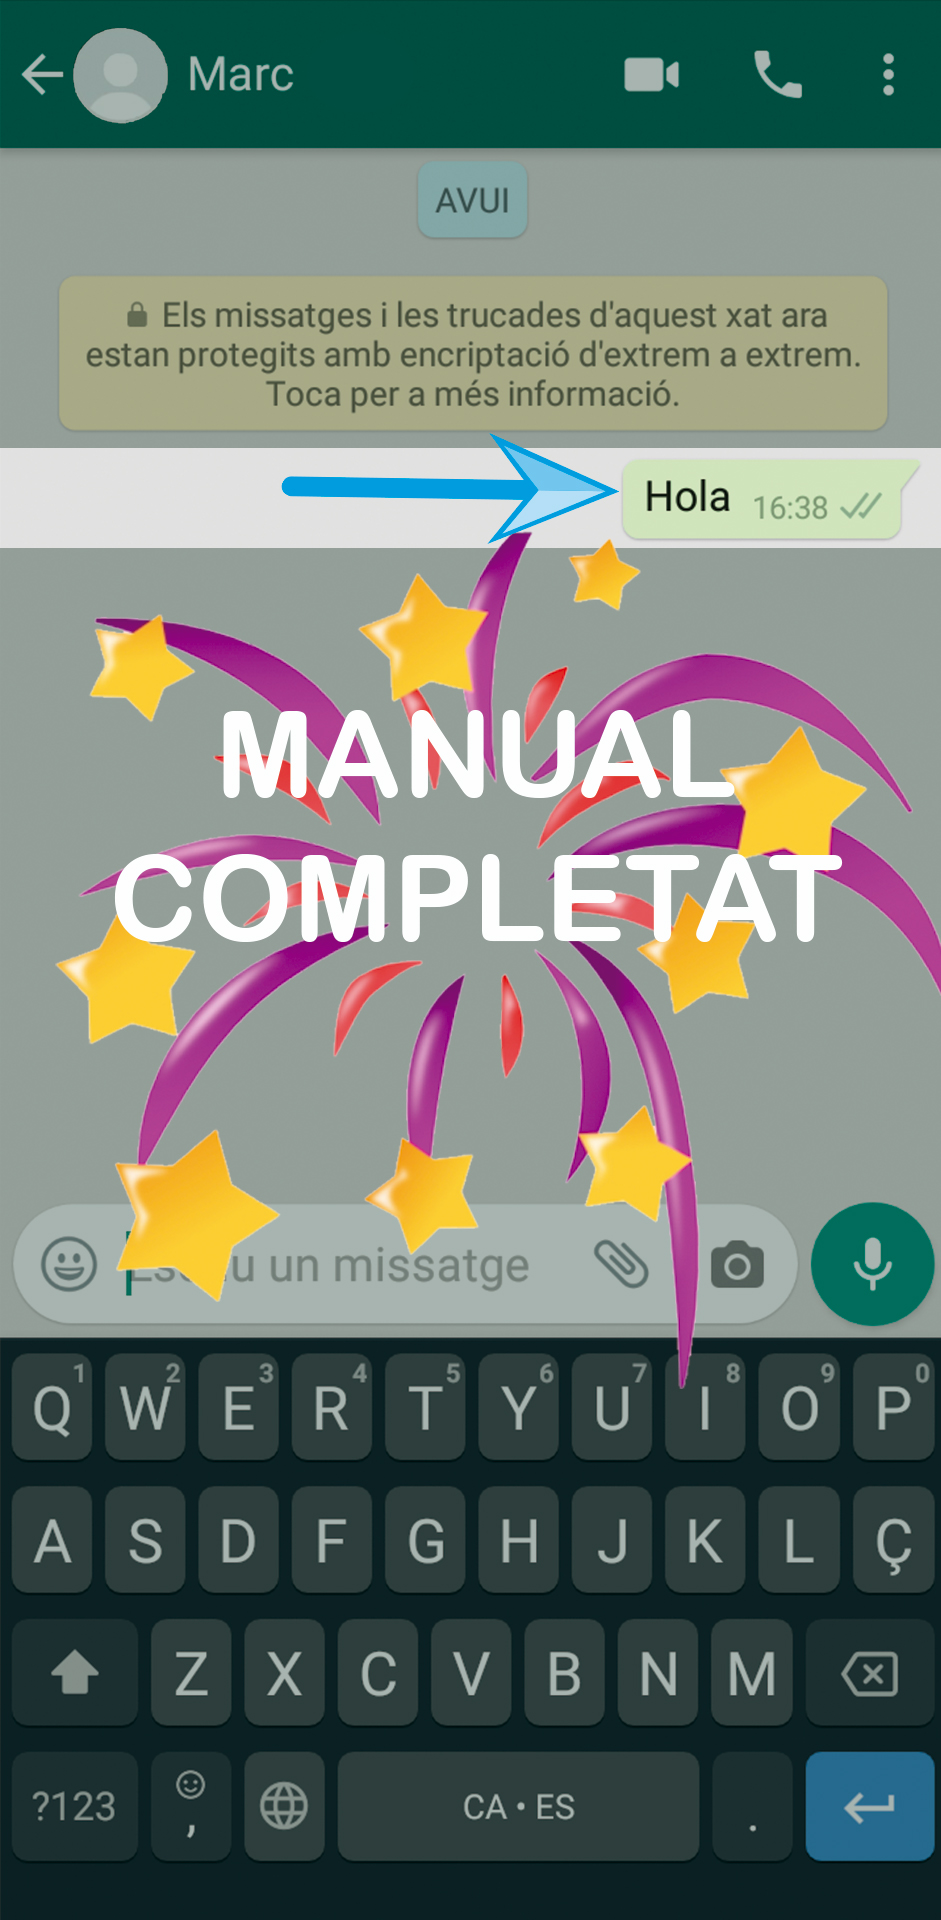 Marc
AVUI
Els missatges i les trucades d'aquest xat ara
estan protegits amb encriptació d'extrem a extrem.
Toca per a més informació.
Hola 16:38
MANUAL
COMPLETAT
un missatge
1 2 3 4 5 6 7 8 9 0
Q W E R T Y U I O P
A S D F G H J K L Ç
Z X C V B N M
?123 , CA • ES .